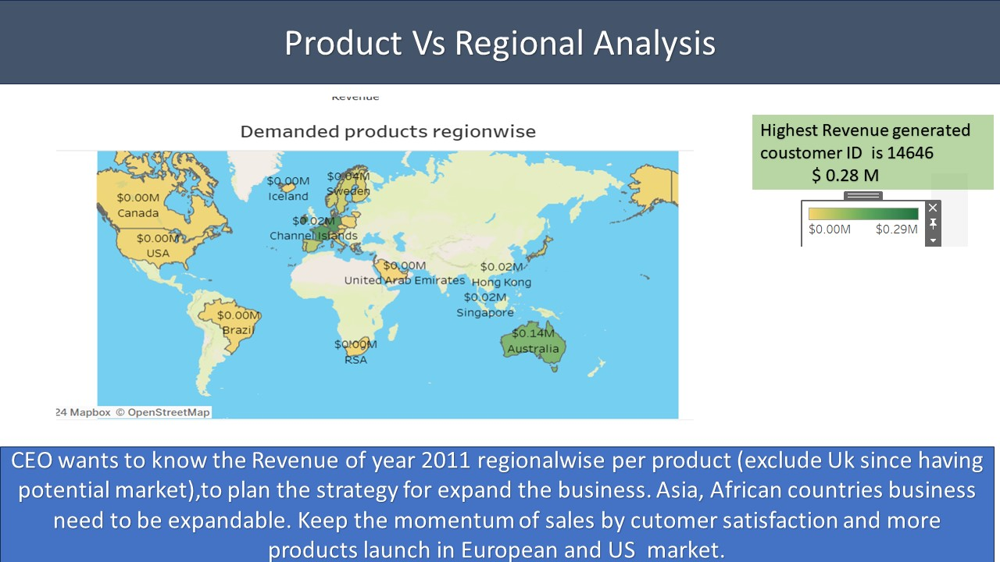 Product Vs Regional Analysis
Revenue
Demanded products regionwise
Highest Revenue generated
coustomer ID is 14646
$ 0.28 M
$0.00M $0.29M
$0.00M
Iceland
$0.04M
Sweden
$0.00M
Canada
$0.02M
Channel Islands
$0.00M
USA
$0.00M
United Arab Emirates
$0.02M
Hong Kong
$0.02M
Singapore
$0.00M
Brazil
$0.00M
RSA
$0.14M
Australia
24 Mapbox © OpenStreetMap
CEO wants to know the Revenue of year 2011 regionalwise per product (exclude Uk since having
potential market),to plan the strategy for expand the business. Asia, African countries business
need to be expandable. Keep the momentum of sales by cutomer satisfaction and more
products launch in European and US market.